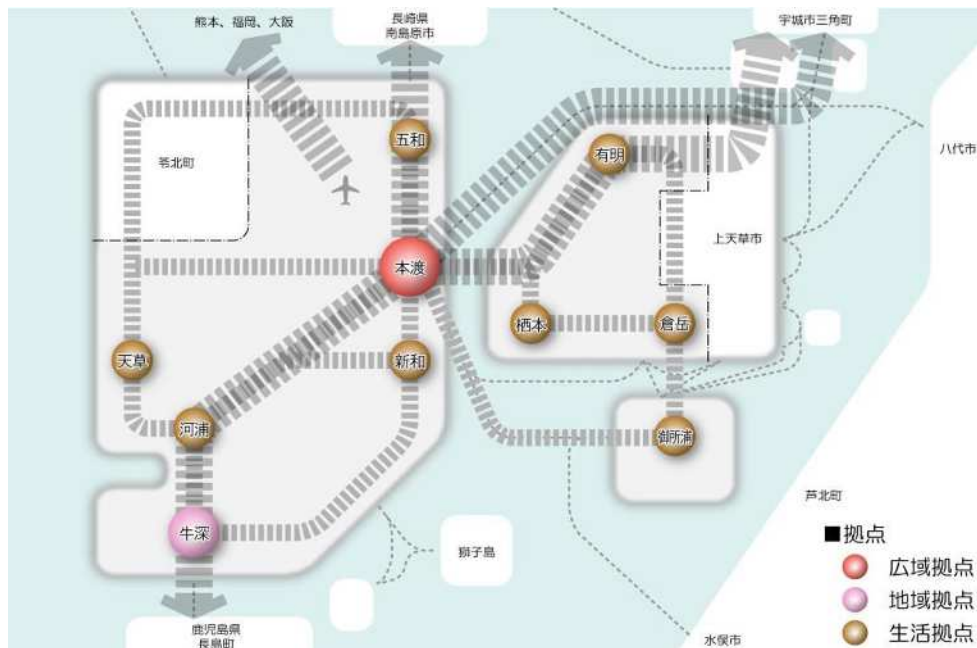 熊本、福岡、大阪
長崎県
南島原市
宇城市三角町
五和
有明
苓北町
八代市
上天草市
本渡
栖本
倉岳
天草
新和
河浦
御所浦
芦北町
牛深
獅子島
■拠点
広域拠点
地域拠点
生活拠点
鹿児島県
長島町
水俣市